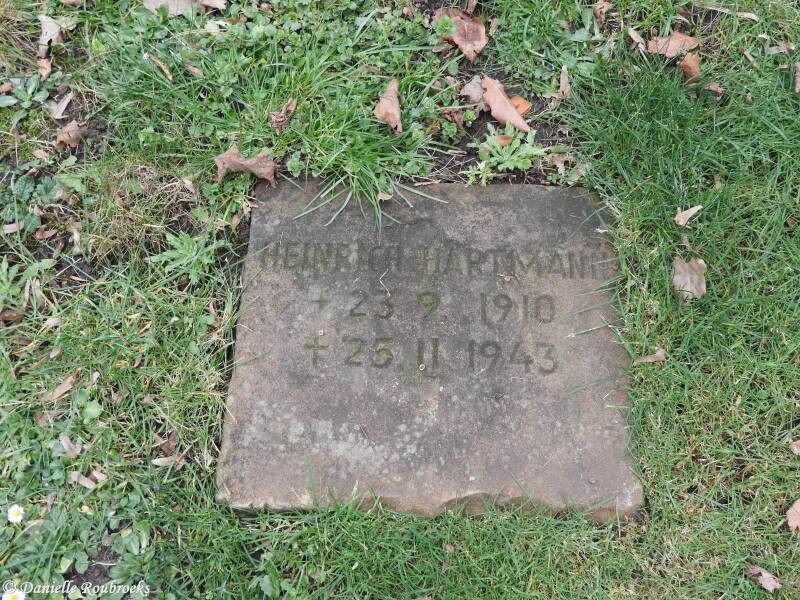 HEINRICH HARTMANN
* 23. 9. 1910
+ 25. 11. 1943
©Danielle Roubroeks